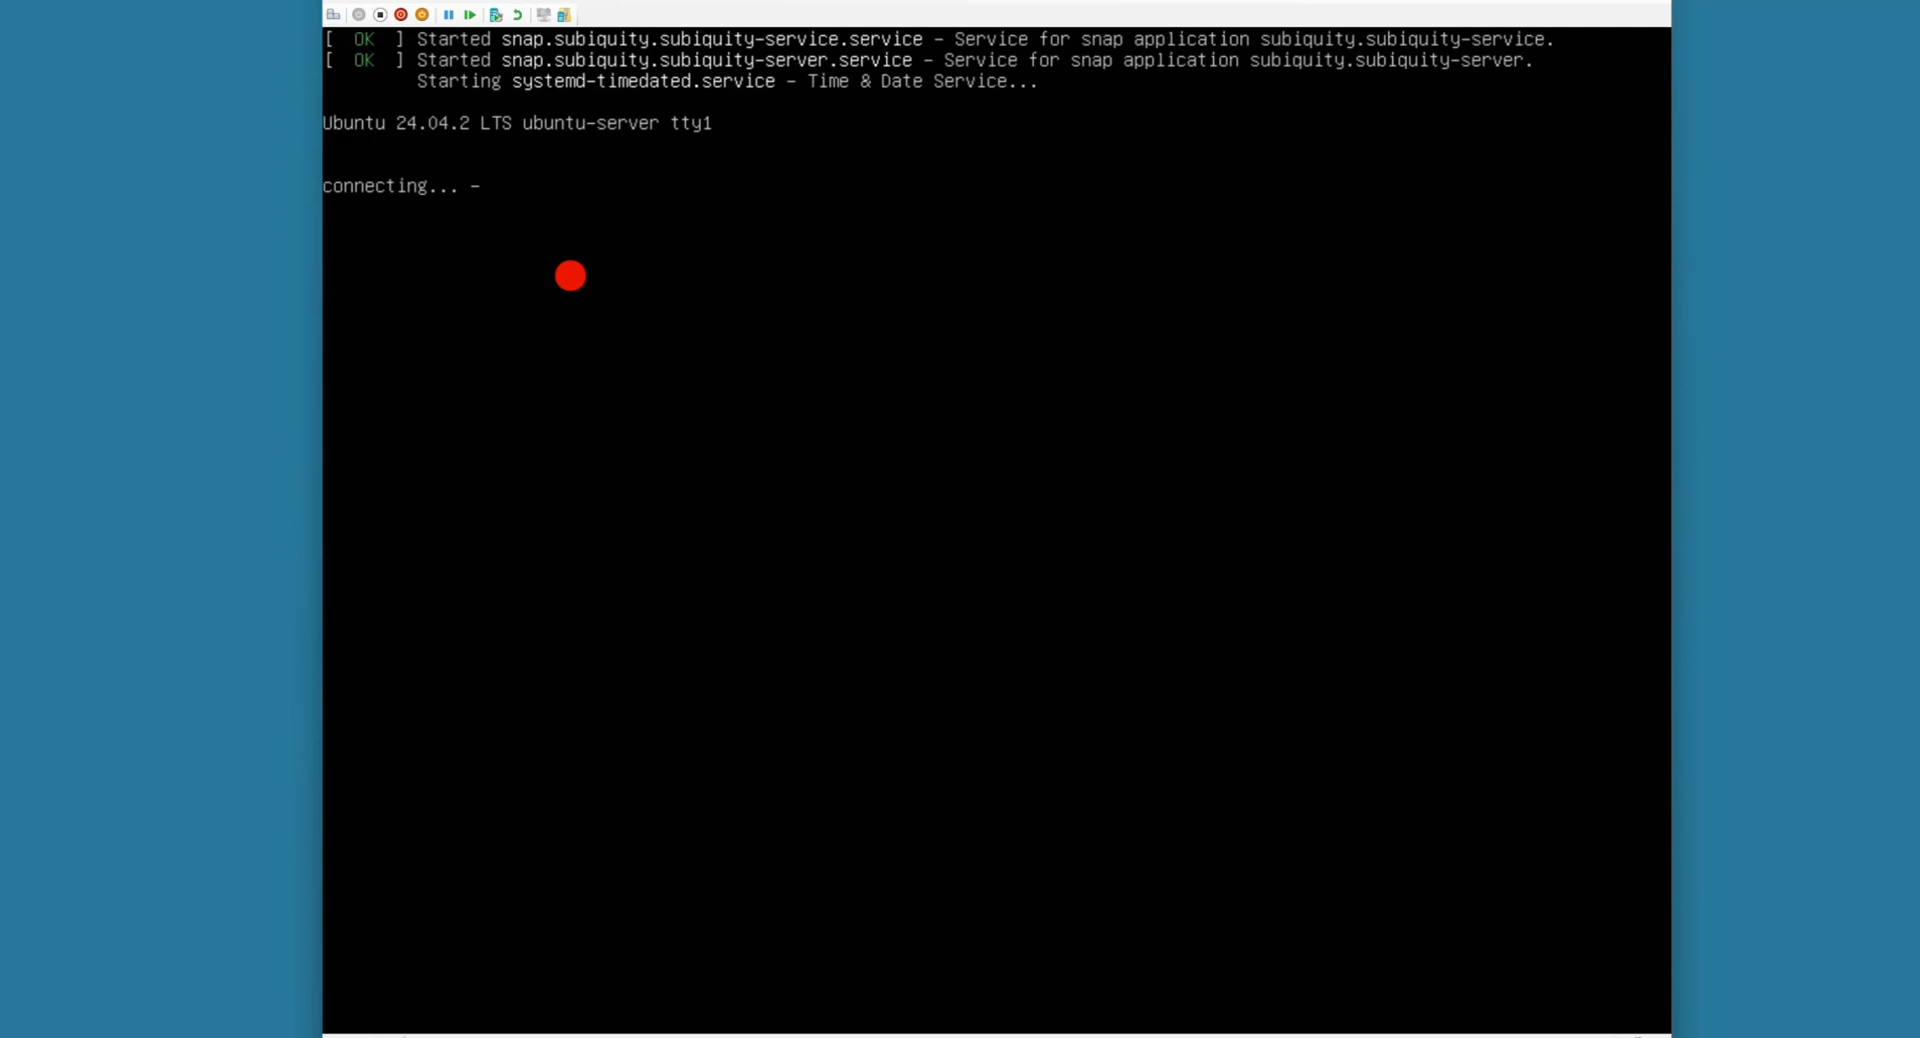 [  OK  ] Started snap.subiquity.subiquity-service.service – Service for snap application subiquity.subiquity-service.
[  OK  ] Started snap.subiquity.subiquity-server.service – Service for snap application subiquity.subiquity-server.
Starting systemd-timedated.service – Time & Date Service...
Ubuntu 24.04.2 LTS ubuntu-server tty1
connecting... –